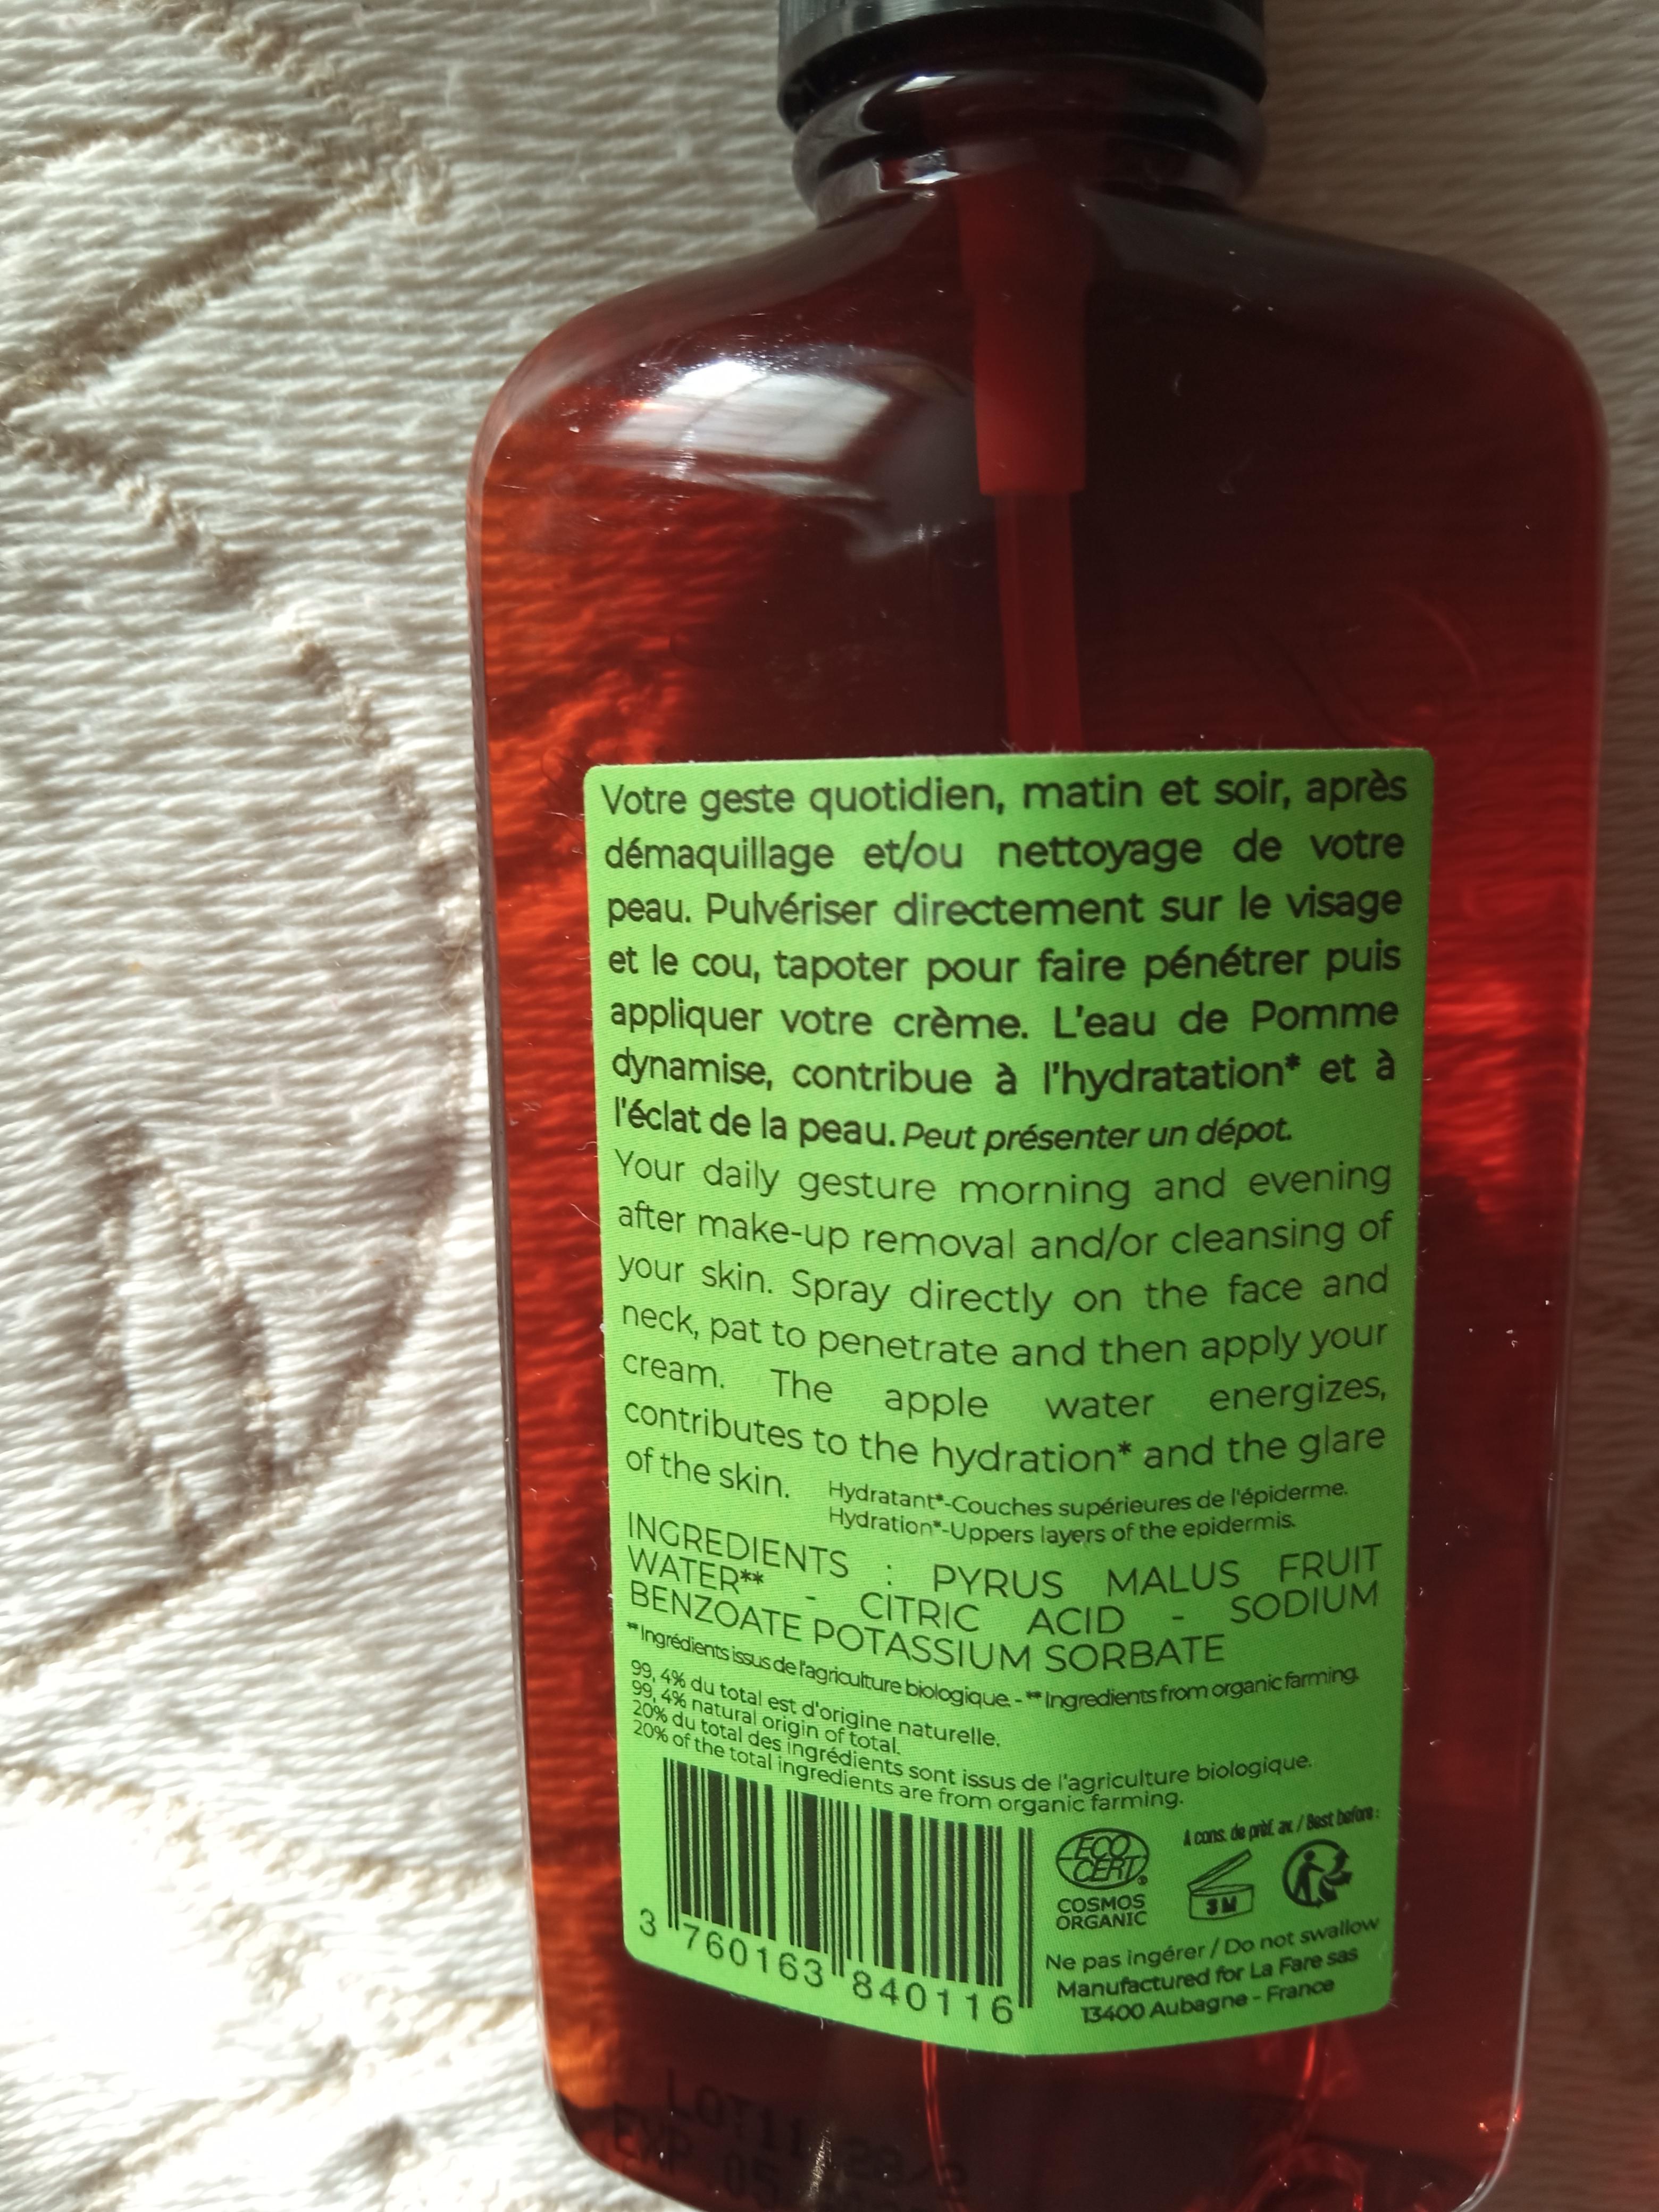 Votre geste quotidien, matin et soir, après
démaquillage et/ou nettoyage de votre
peau. Pulvériser directement sur le visage
et le cou, tapoter pour faire pénétrer puis
appliquer votre crème. L'eau de Pomme
dynamise, contribue à l'hydratation* et à
l'éclat de la peau. Peut présenter un dépot.
Your daily gesture morning and evening
after make-up removal and/or cleansing of
your skin. Spray directly on the face and
neck, pat to penetrate and then apply your
cream. The apple water energizes,
contributes to the hydration* and the glare
of the skin.
Hydratant*-Couches supérieures de l'épiderme.
Hydration*-Uppers layers of the epidermis.
INGREDIENTS : PYRUS MALUS FRUIT
WATER** - CITRIC ACID - SODIUM
BENZOATE POTASSIUM SORBATE
**Ingrédients issus de l'agriculture biologique. - **Ingredients from organic farming.
99, 4% du total est d'origine naturelle.
99, 4% natural origin of total.
20% du total des ingrédients sont issus de l'agriculture biologique.
20% of the total ingredients are from organic farming.
3 760163 840116
ECO
CERT®
COSMOS
ORGANIC
A cons. de préf. av. / Best before :
3 M
Ne pas ingérer / Do not swallow
Manufactured for La Fare sas
13400 Aubagne - France
EXP 05